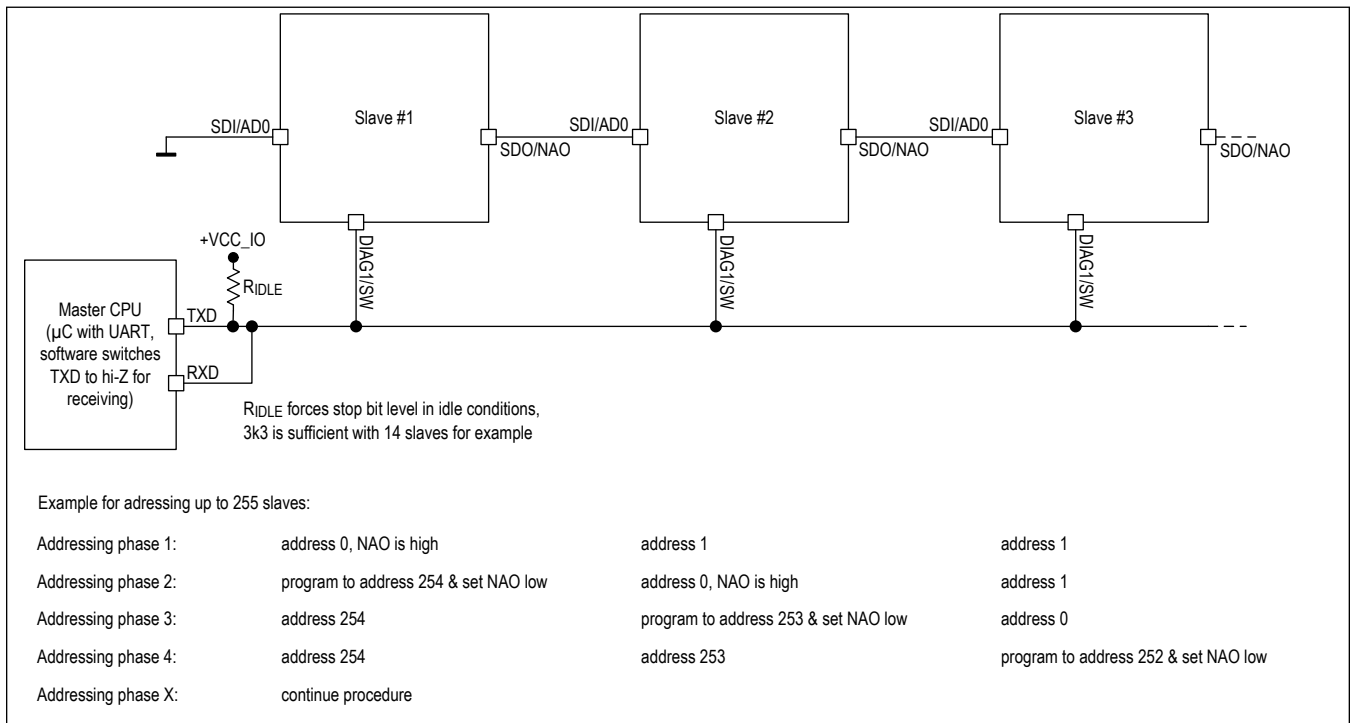 Slave #1
Slave #2
Slave #3
SDI/AD0
SDO/NAO
SDI/AD0
SDO/NAO
SDI/AD0
SDO/NAO
DIAG1/SW
DIAG1/SW
DIAG1/SW
+VCC_IO
RIDLE
Master CPU
(µC with UART,
software switches
TXD to hi-Z for
receiving)
TXD
RXD
RIDLE forces stop bit level in idle conditions,
3k3 is sufficient with 14 slaves for example
Example for adressing up to 255 slaves:
Addressing phase 1: address 0, NAO is high address 1 address 1
Addressing phase 2: program to address 254 & set NAO low address 0, NAO is high address 1
Addressing phase 3: address 254 program to address 253 & set NAO low address 0
Addressing phase 4: address 254 address 253 program to address 252 & set NAO low
Addressing phase X: continue procedure